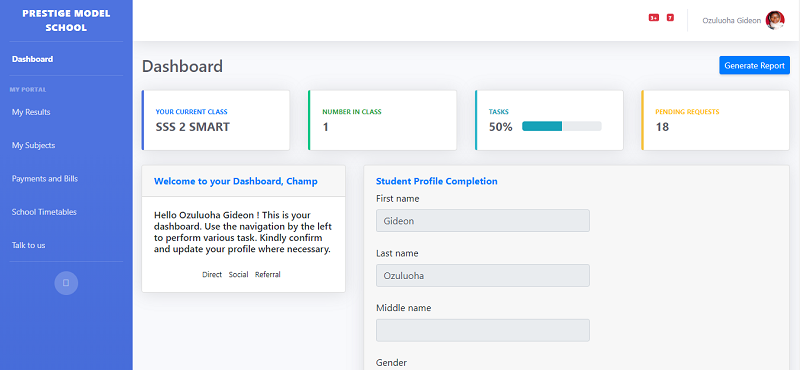 PRESTIGE MODEL
SCHOOL
Dashboard
MY PORTAL
My Results
My Subjects
Payments and Bills
School Timetables
Talk to us
3+
7
Ozuluoha Gideon
Dashboard
Generate Report
YOUR CURRENT CLASS
SSS 2 SMART
NUMBER IN CLASS
1
TASKS
50%
PENDING REQUESTS
18
Welcome to your Dashboard, Champ
Hello Ozuluoha Gideon ! This is your
dashboard. Use the navigation by the left
to perform various task. Kindly confirm
and update your profile where necessary.
Direct Social Referral
Student Profile Completion
First name
Gideon
Last name
Ozuluoha
Middle name
Gender